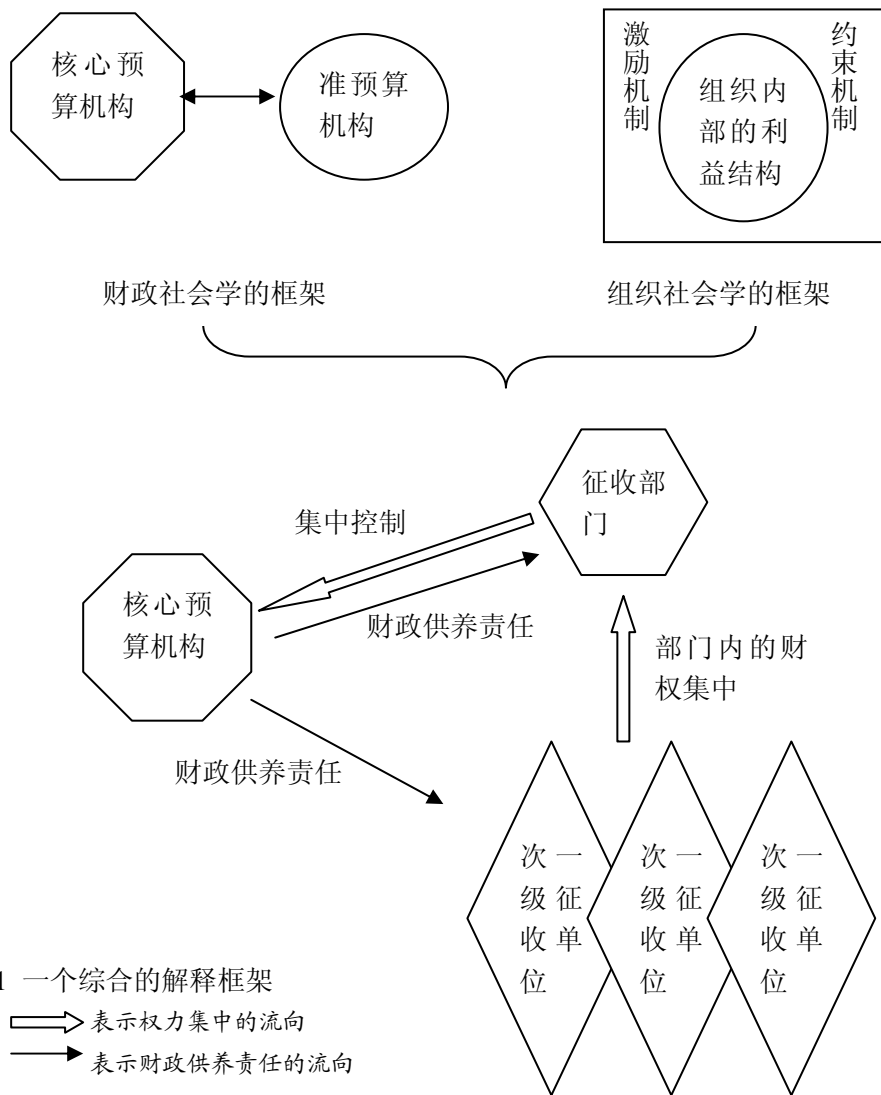 核心预
算机构
准预算
机构
激励机制
组织内
部的利
益结构
约束机制
财政社会学的框架
组织社会学的框架
征收部
门
集中控制
核心预
算机构
财政供养责任
部门内的财
权集中
财政供养责任
次一
级征
收单
位
次一
级征
收单
位
次一
级征
收单
位
1 一个综合的解释框架
表示权力集中的流向
表示财政供养责任的流向